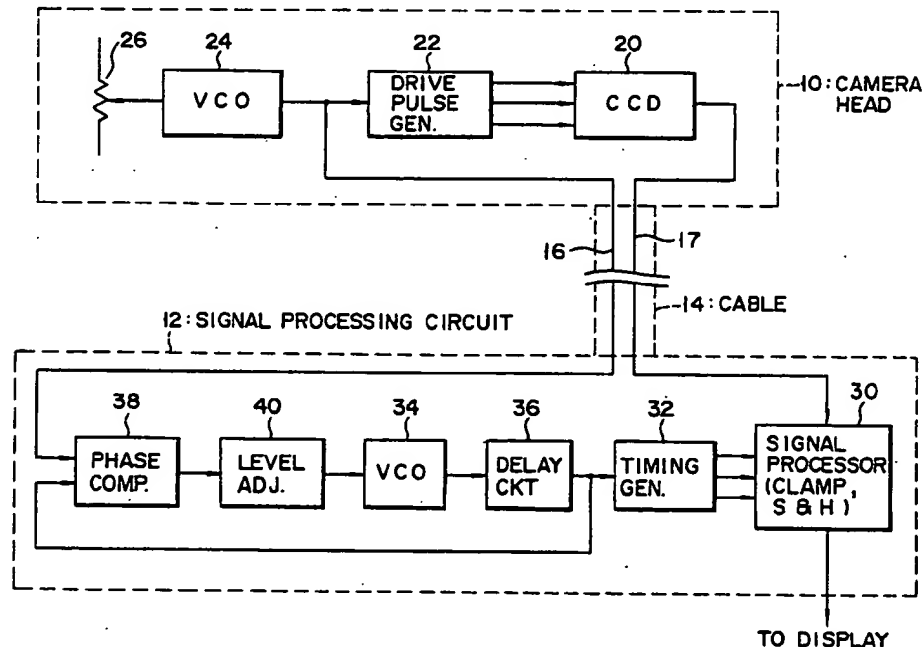 26
24
22
20
VCO
DRIVE
PULSE
GEN.
CCD
10: CAMERA
HEAD
16
17
14: CABLE
12: SIGNAL PROCESSING CIRCUIT
38
40
34
36
32
30
PHASE
COMP.
LEVEL
ADJ.
VCO
DELAY
CKT
TIMING
GEN.
SIGNAL
PROCESSOR
(CLAMP,
S & H)
TO DISPLAY